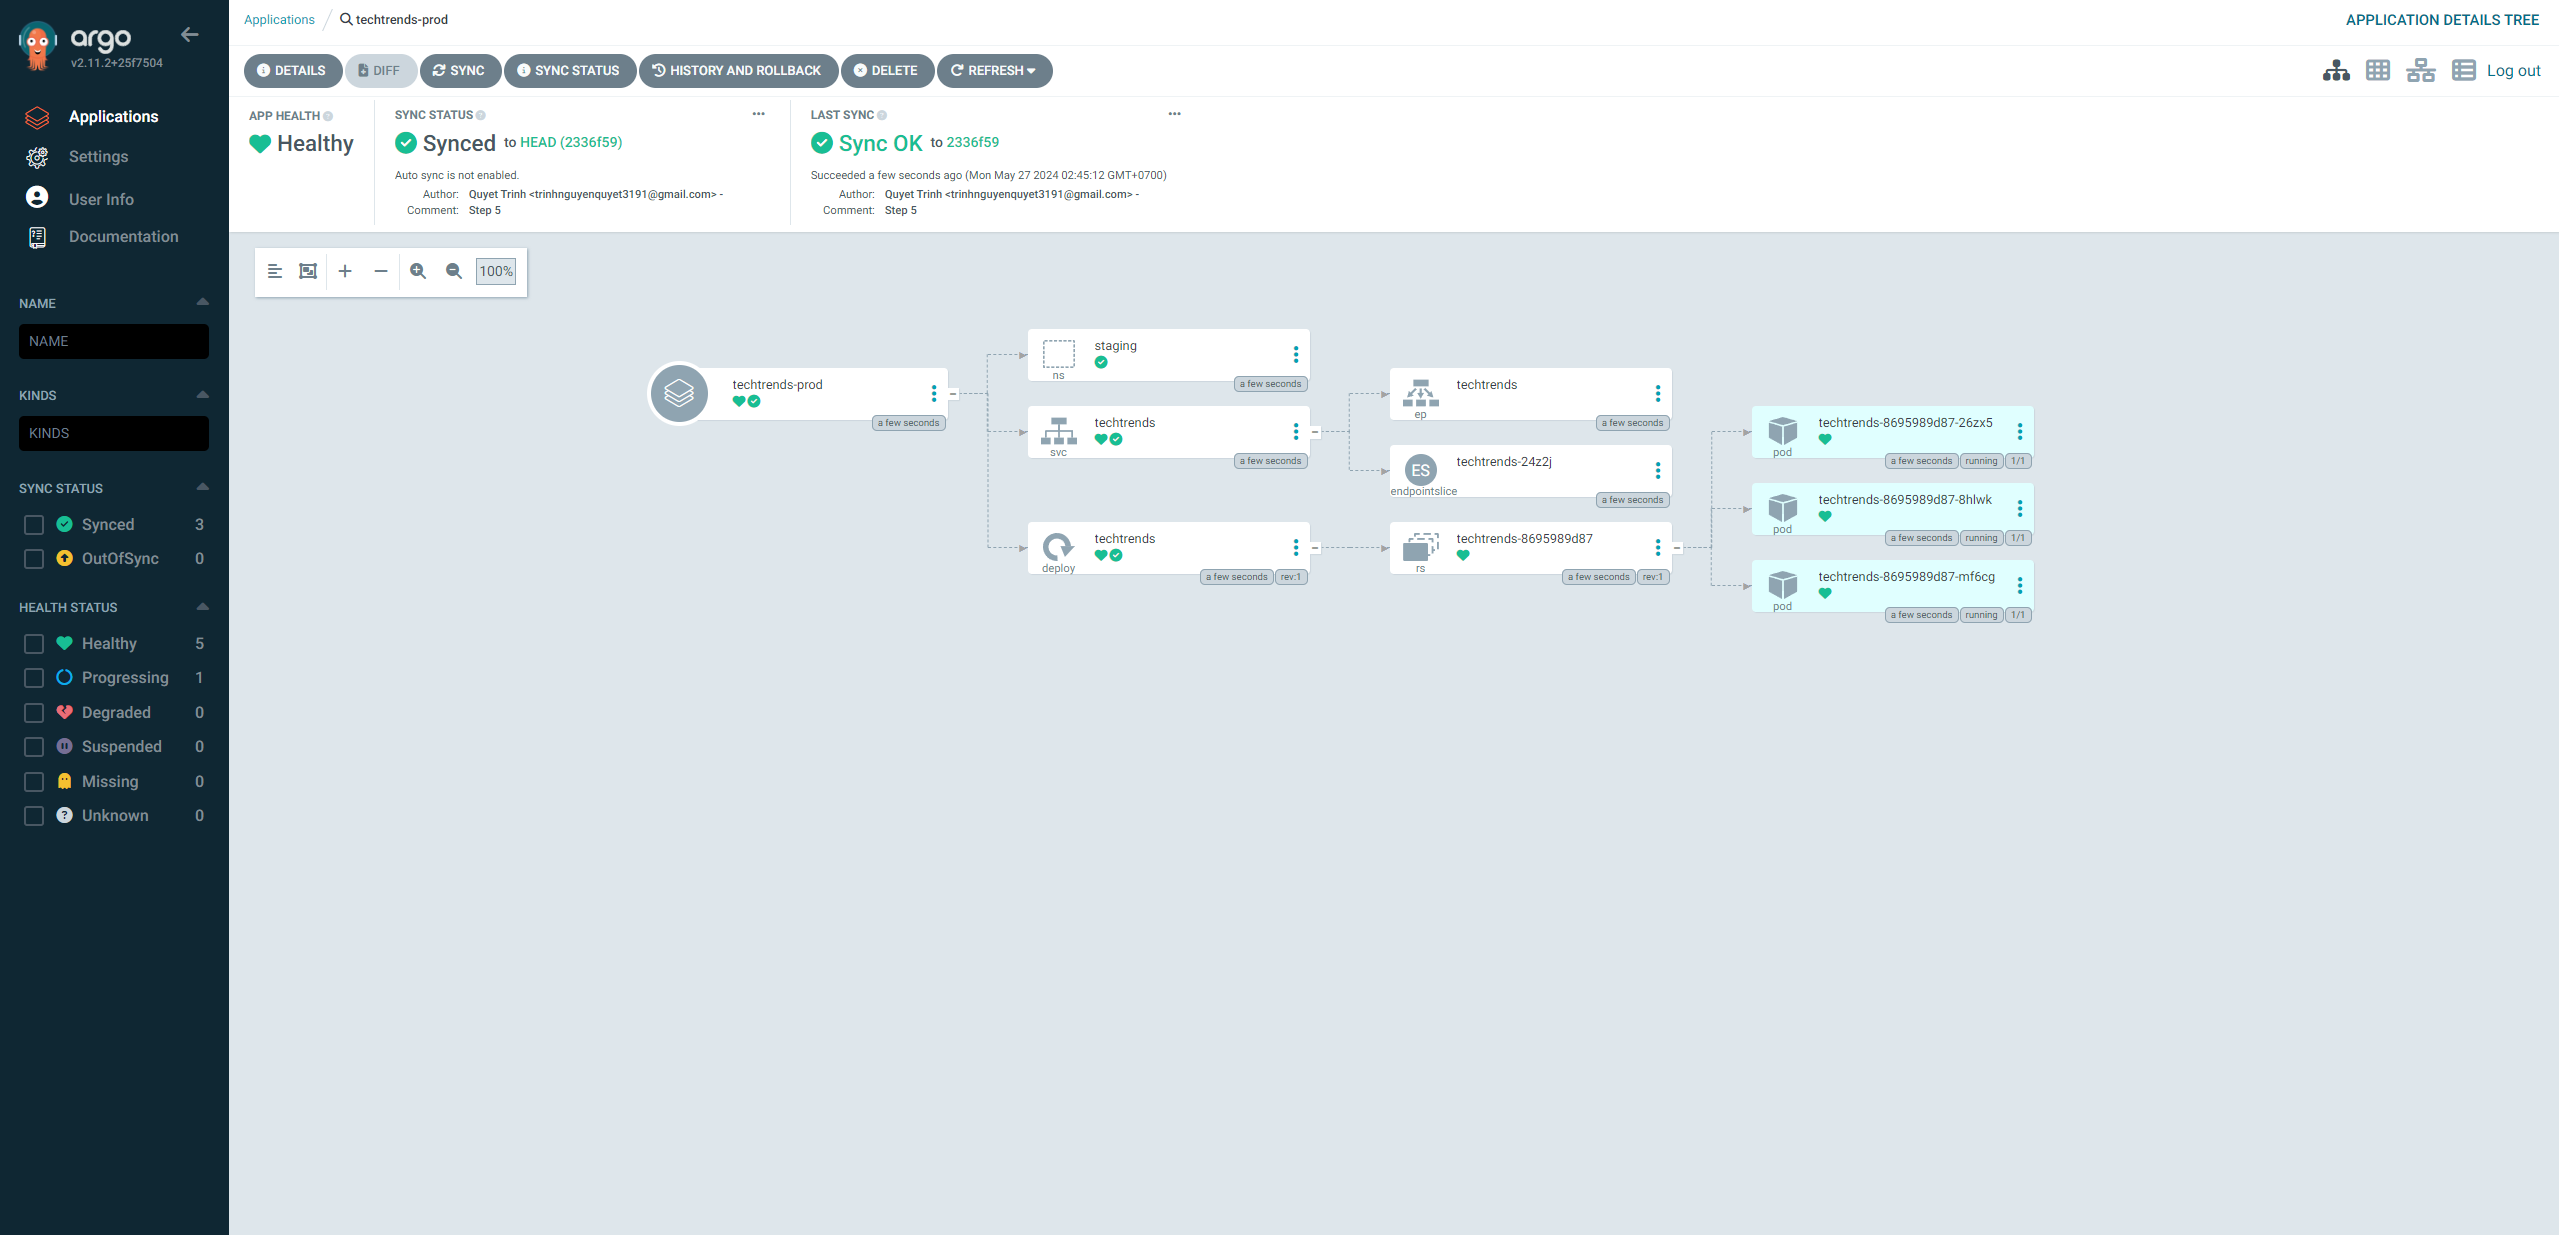 argo
v2.11.2+25f7504
Applications
Settings
User Info
Documentation
NAME
NAME
KINDS
KINDS
SYNC STATUS
Synced 3
OutOfSync 0
HEALTH STATUS
Healthy 5
Progressing 1
Degraded 0
Suspended 0
Missing 0
Unknown 0
Applications / techtrends-prod
APPLICATION DETAILS TREE
DETAILS DIFF SYNC SYNC STATUS HISTORY AND ROLLBACK DELETE REFRESH
Log out
APP HEALTH
Healthy
SYNC STATUS
Synced to HEAD (2336f59)
Auto sync is not enabled.
Author: Quyet Trinh <trinhnguyenquyet3191@gmail.com> -
Comment: Step 5
LAST SYNC
Sync OK to 2336f59
Succeeded a few seconds ago (Mon May 27 2024 02:45:12 GMT+0700)
Author: Quyet Trinh <trinhnguyenquyet3191@gmail.com> -
Comment: Step 5
100%
techtrends-prod
a few seconds
staging
ns
a few seconds
techtrends
svc
a few seconds
techtrends
deploy
a few seconds rev:1
techtrends
ep
a few seconds
ES
techtrends-24z2j
endpointslice
a few seconds
techtrends-8695989d87
rs
a few seconds rev:1
techtrends-8695989d87-26zx5
pod
a few seconds running 1/1
techtrends-8695989d87-8hlwk
pod
a few seconds running 1/1
techtrends-8695989d87-mf6cg
pod
a few seconds running 1/1